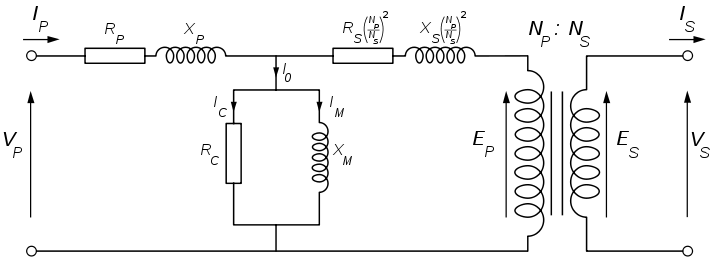 I_P
R_P
X_P
R_S(N_P/N_S)²
X_S(N_P/N_S)²
N_P : N_S
I_S
I_0
I_C
I_M
V_P
R_C
X_M
E_P
E_S
V_S